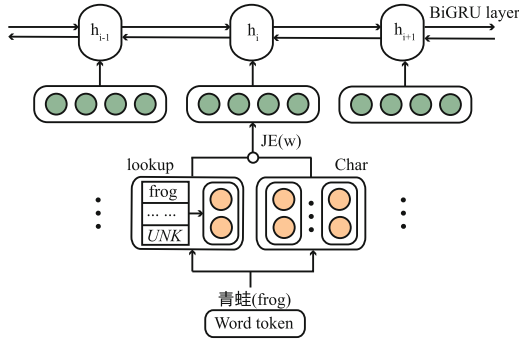 BiGRU layer
h_{i-1}
h_i
h_{i+1}
JE(w)
lookup
Char
frog
... ...
UNK
青蛙(frog)
Word token